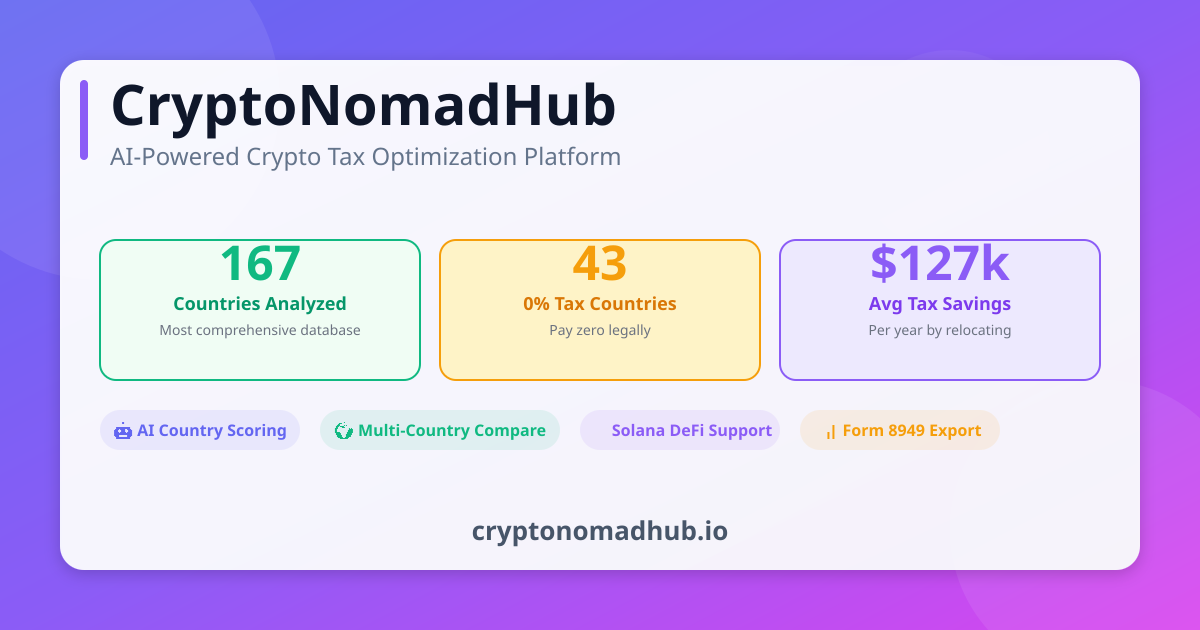 CryptoNomadHub
AI-Powered Crypto Tax Optimization Platform
167
Countries Analyzed
Most comprehensive database
43
0% Tax Countries
Pay zero legally
$127k
Avg Tax Savings
Per year by relocating
AI Country Scoring
Multi-Country Compare
Solana DeFi Support
Form 8949 Export
cryptonomadhub.io